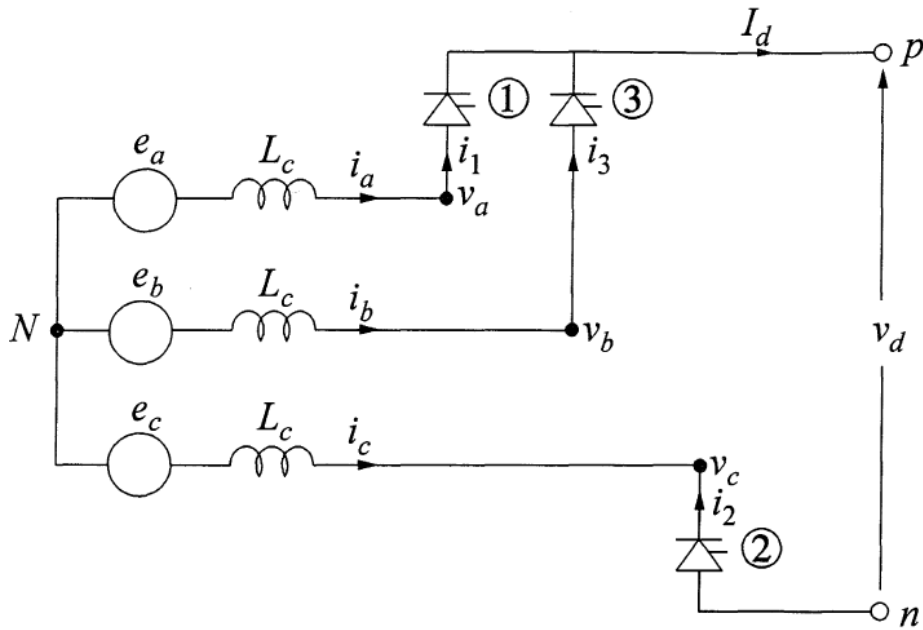 I_d
p
① ③
e_a L_c i_a i_1 i_3
v_a
e_b L_c i_b
N v_b v_d
e_c L_c i_c
v_c
i_2
②
n